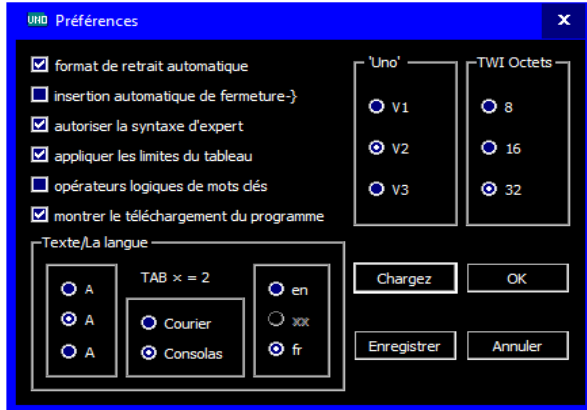 UNO Préférences x
format de retrait automatique
insertion automatique de fermeture-}
autoriser la syntaxe d'expert
appliquer les limites du tableau
opérateurs logiques de mots clés
montrer le téléchargement du programme
'Uno'
V1
V2
V3
TWI Octets
8
16
32
Texte/La langue
A
A
A
TAB × = 2
Courier
Consolas
en
xx
fr
Chargez
OK
Enregistrer
Annuler